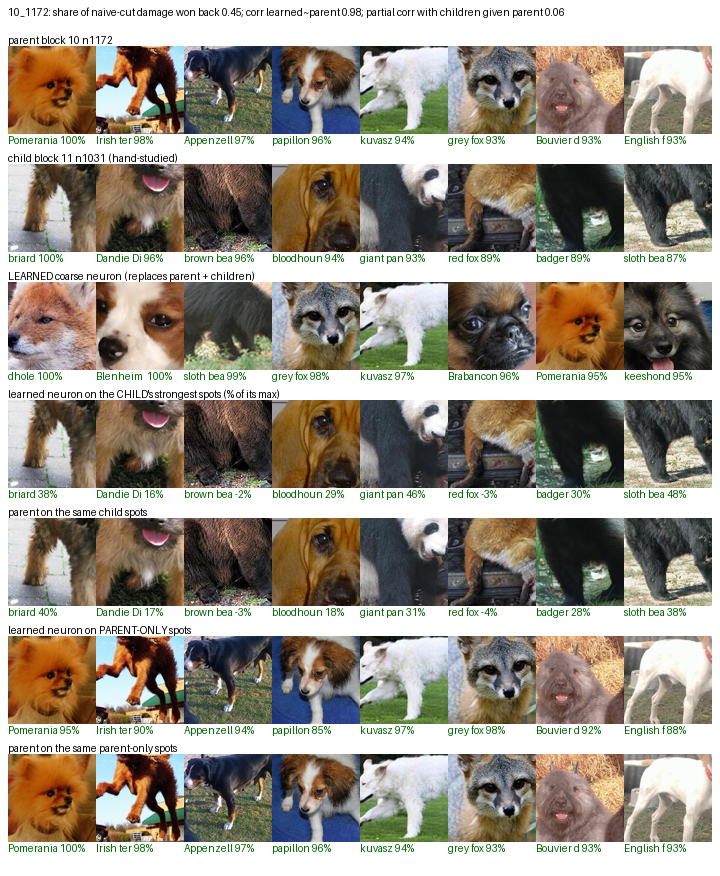 10_1172: share of naive-cut damage won back 0.45; corr learned~parent 0.98; partial corr with children given parent 0.06
parent block 10 n1172
Pomerania 100% Irish ter 98% Appenzell 97% papillon 96% kuvasz 94% grey fox 93% Bouvier d 93% English f 93%
child block 11 n1031 (hand-studied)
briard 100% Dandie Di 96% brown bea 96% bloodhoun 94% giant pan 93% red fox 89% badger 89% sloth bea 87%
LEARNED coarse neuron (replaces parent + children)
dhole 100% Blenheim 100% sloth bea 99% grey fox 98% kuvasz 97% Brabancon 96% Pomerania 95% keeshond 95%
learned neuron on the CHILD's strongest spots (% of its max)
briard 38% Dandie Di 16% brown bea -2% bloodhoun 29% giant pan 46% red fox -3% badger 30% sloth bea 48%
parent on the same child spots
briard 40% Dandie Di 17% brown bea -3% bloodhoun 18% giant pan 31% red fox -4% badger 28% sloth bea 38%
learned neuron on PARENT-ONLY spots
Pomerania 95% Irish ter 90% Appenzell 94% papillon 85% kuvasz 97% grey fox 98% Bouvier d 92% English f 88%
parent on the same parent-only spots
Pomerania 100% Irish ter 98% Appenzell 97% papillon 96% kuvasz 94% grey fox 93% Bouvier d 93% English f 93%